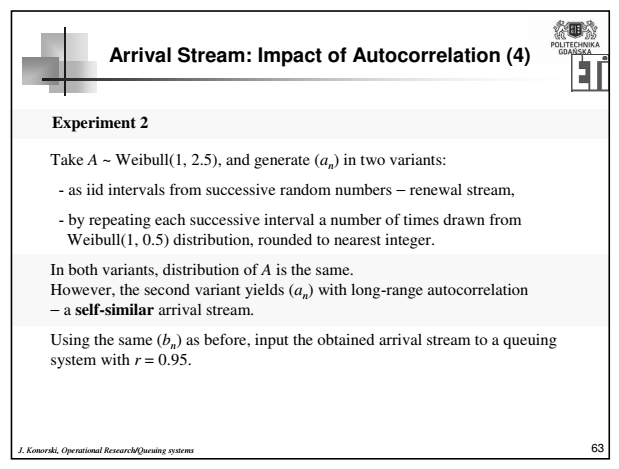 Arrival Stream: Impact of Autocorrelation (4)
POLITECHNIKA
GDAŃSKA
ETI
Experiment 2
Take A ~ Weibull(1, 2.5), and generate (aₙ) in two variants:
- as iid intervals from successive random numbers – renewal stream,
- by repeating each successive interval a number of times drawn from
Weibull(1, 0.5) distribution, rounded to nearest integer.
In both variants, distribution of A is the same.
However, the second variant yields (aₙ) with long-range autocorrelation
– a self-similar arrival stream.
Using the same (bₙ) as before, input the obtained arrival stream to a queuing
system with r = 0.95.
J. Konorski, Operational Research/Queuing systems
63